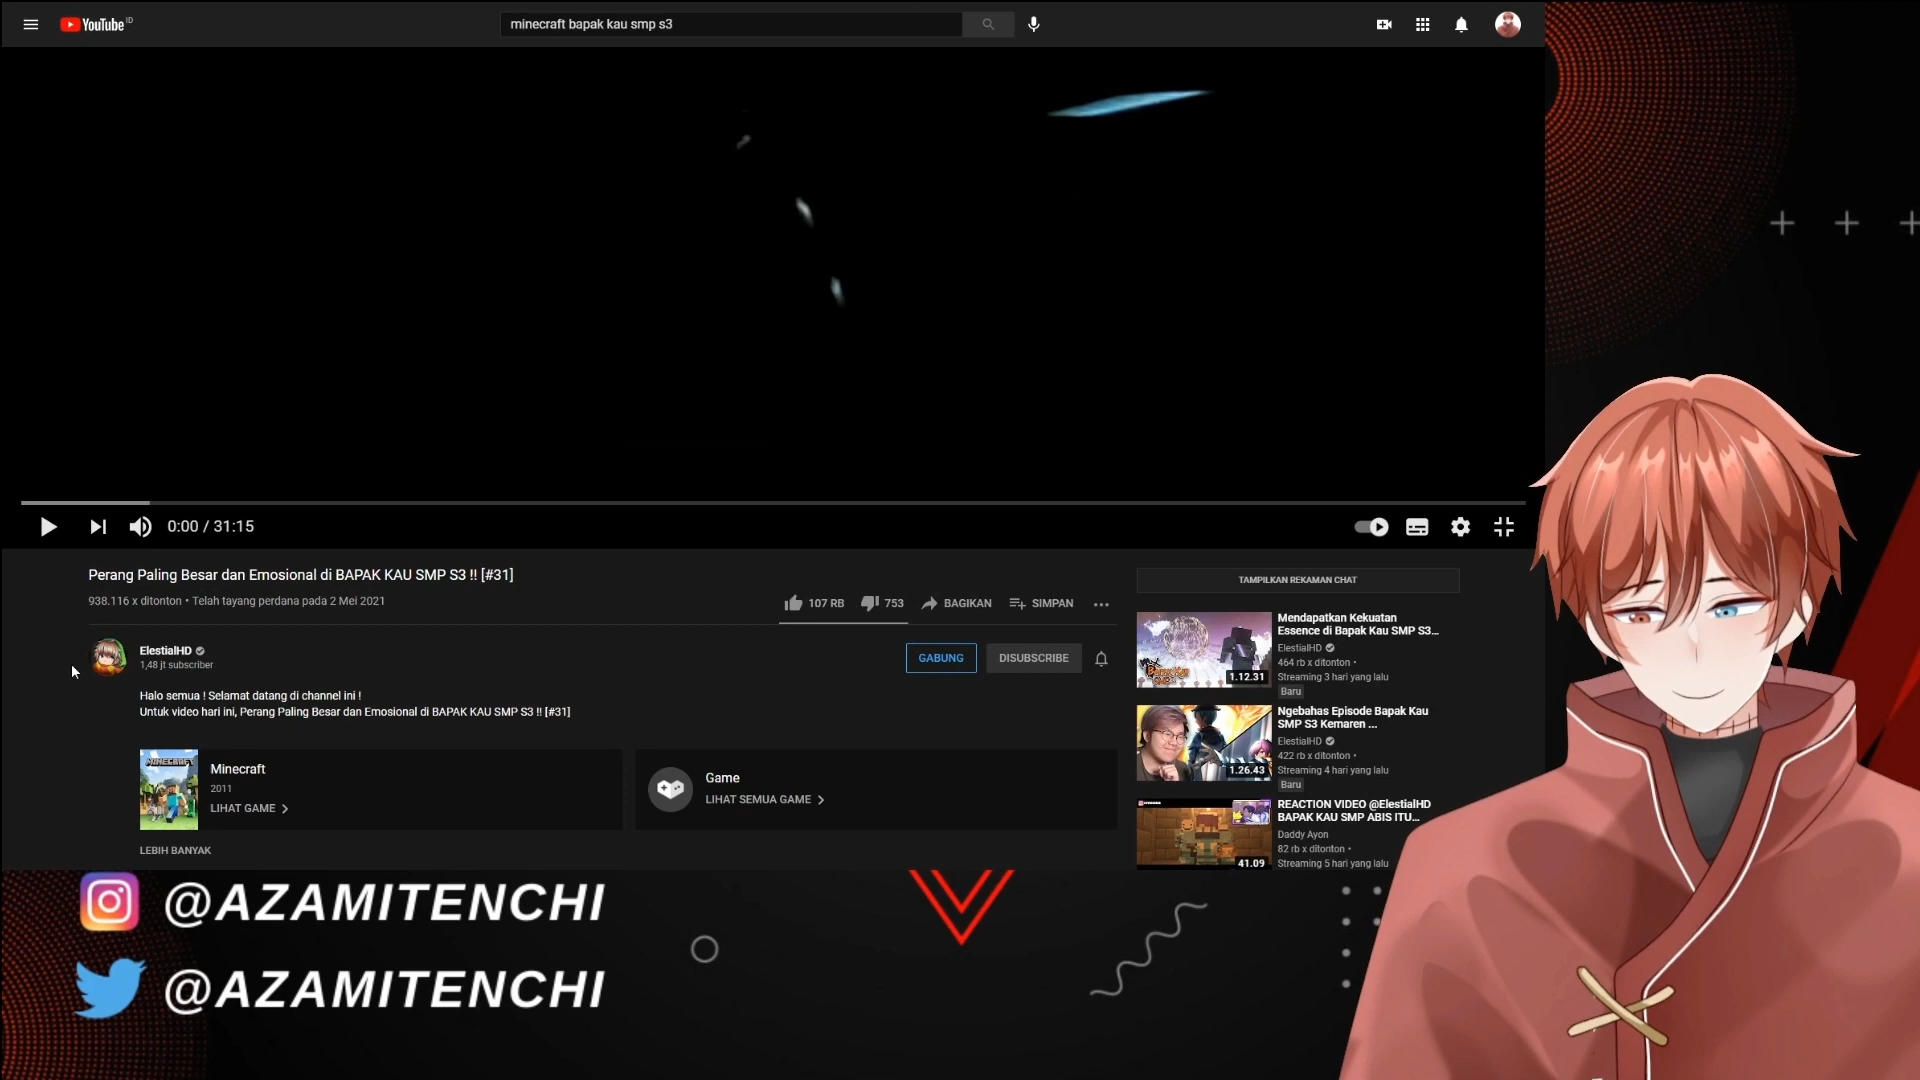 YouTube ID
minecraft bapak kau smp s3
0:00 / 31:15
Perang Paling Besar dan Emosional di BAPAK KAU SMP S3 !! [#31]
938.116 x ditonton • Telah tayang perdana pada 2 Mei 2021
107 RB
753
BAGIKAN
SIMPAN
ElestialHD
1,48 jt subscriber
GABUNG
DISUBSCRIBE
Halo semua ! Selamat datang di channel ini !
Untuk video hari ini, Perang Paling Besar dan Emosional di BAPAK KAU SMP S3 !! [#31]
MINECRAFT
Minecraft
2011
LIHAT GAME
Game
LIHAT SEMUA GAME
LEBIH BANYAK
TAMPILKAN REKAMAN CHAT
1.12.31
Mendapatkan Kekuatan
Essence di Bapak Kau SMP S3...
ElestialHD
464 rb x ditonton •
Streaming 3 hari yang lalu
Baru
1.26.43
Ngebahas Episode Bapak Kau
SMP S3 Kemaren ...
ElestialHD
422 rb x ditonton •
Streaming 4 hari yang lalu
Baru
41.09
REACTION VIDEO @ElestialHD
BAPAK KAU SMP ABIS ITU...
Daddy Ayon
82 rb x ditonton •
Streaming 5 hari yang lalu
@AZAMITENCHI
@AZAMITENCHI